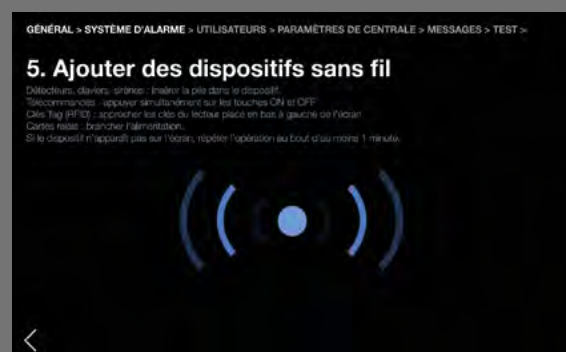 GÉNÉRAL > SYSTÈME D'ALARME > UTILISATEURS > PARAMÈTRES DE CENTRALE > MESSAGES > TEST >
5. Ajouter des dispositifs sans fil
Détecteurs, claviers, sirènes : insérer la pile dans le dispositif.
Télécommandes : appuyer simultanément sur les touches ON et OFF
Clés Tag (RFID) : approcher les clés du lecteur placé en bas à gauche de l'écran
Cartes relais : brancher l'alimentation.
Si le dispositif n'apparaît pas sur l'écran, répéter l'opération au bout d'au moins 1 minute.